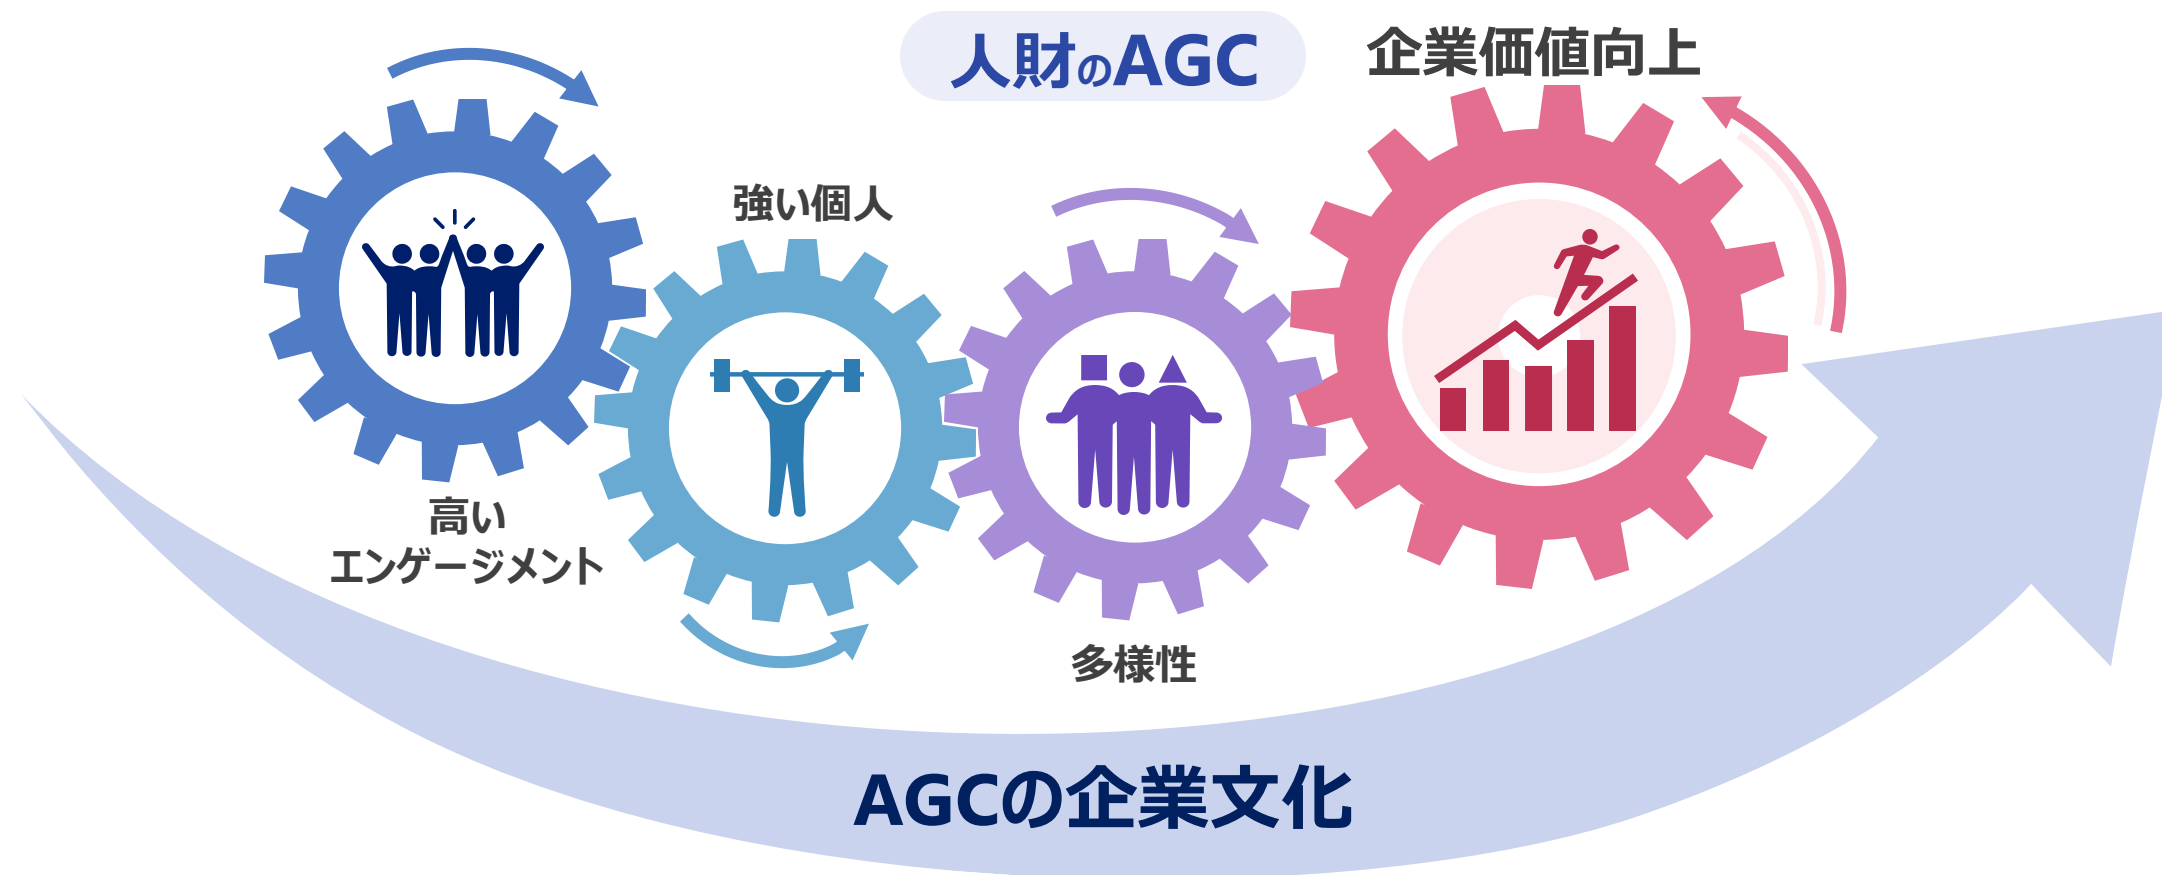 人財のAGC
企業価値向上
強い個人
高い
エンゲージメント
多様性
AGCの企業文化